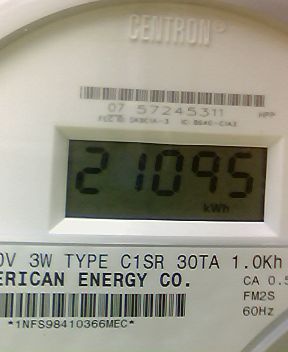 CENTRON®
07 57245311
HPP
21095
kWh
0V 3W TYPE C1SR 30TA 1.0Kh
ERICAN ENERGY CO.
CA 0.5
FM2S
60Hz
*1NFS98410366MEC*